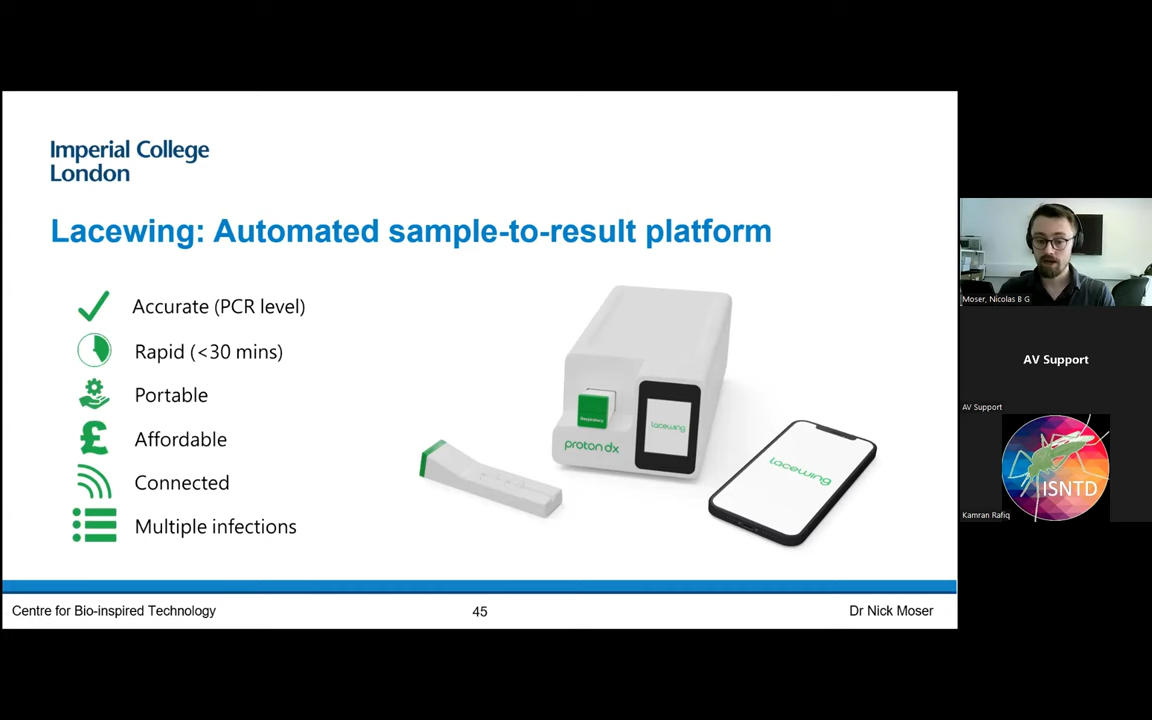 Imperial College
London
Lacewing: Automated sample-to-result platform
Accurate (PCR level)
Rapid (<30 mins)
Portable
Affordable
Connected
Multiple infections
Respiratory
proton dx
lacewing
lacewing
Centre for Bio-inspired Technology
45
Dr Nick Moser
Moser, Nicolas B G
AV Support
AV Support
ISNTD
Kamran Rafiq